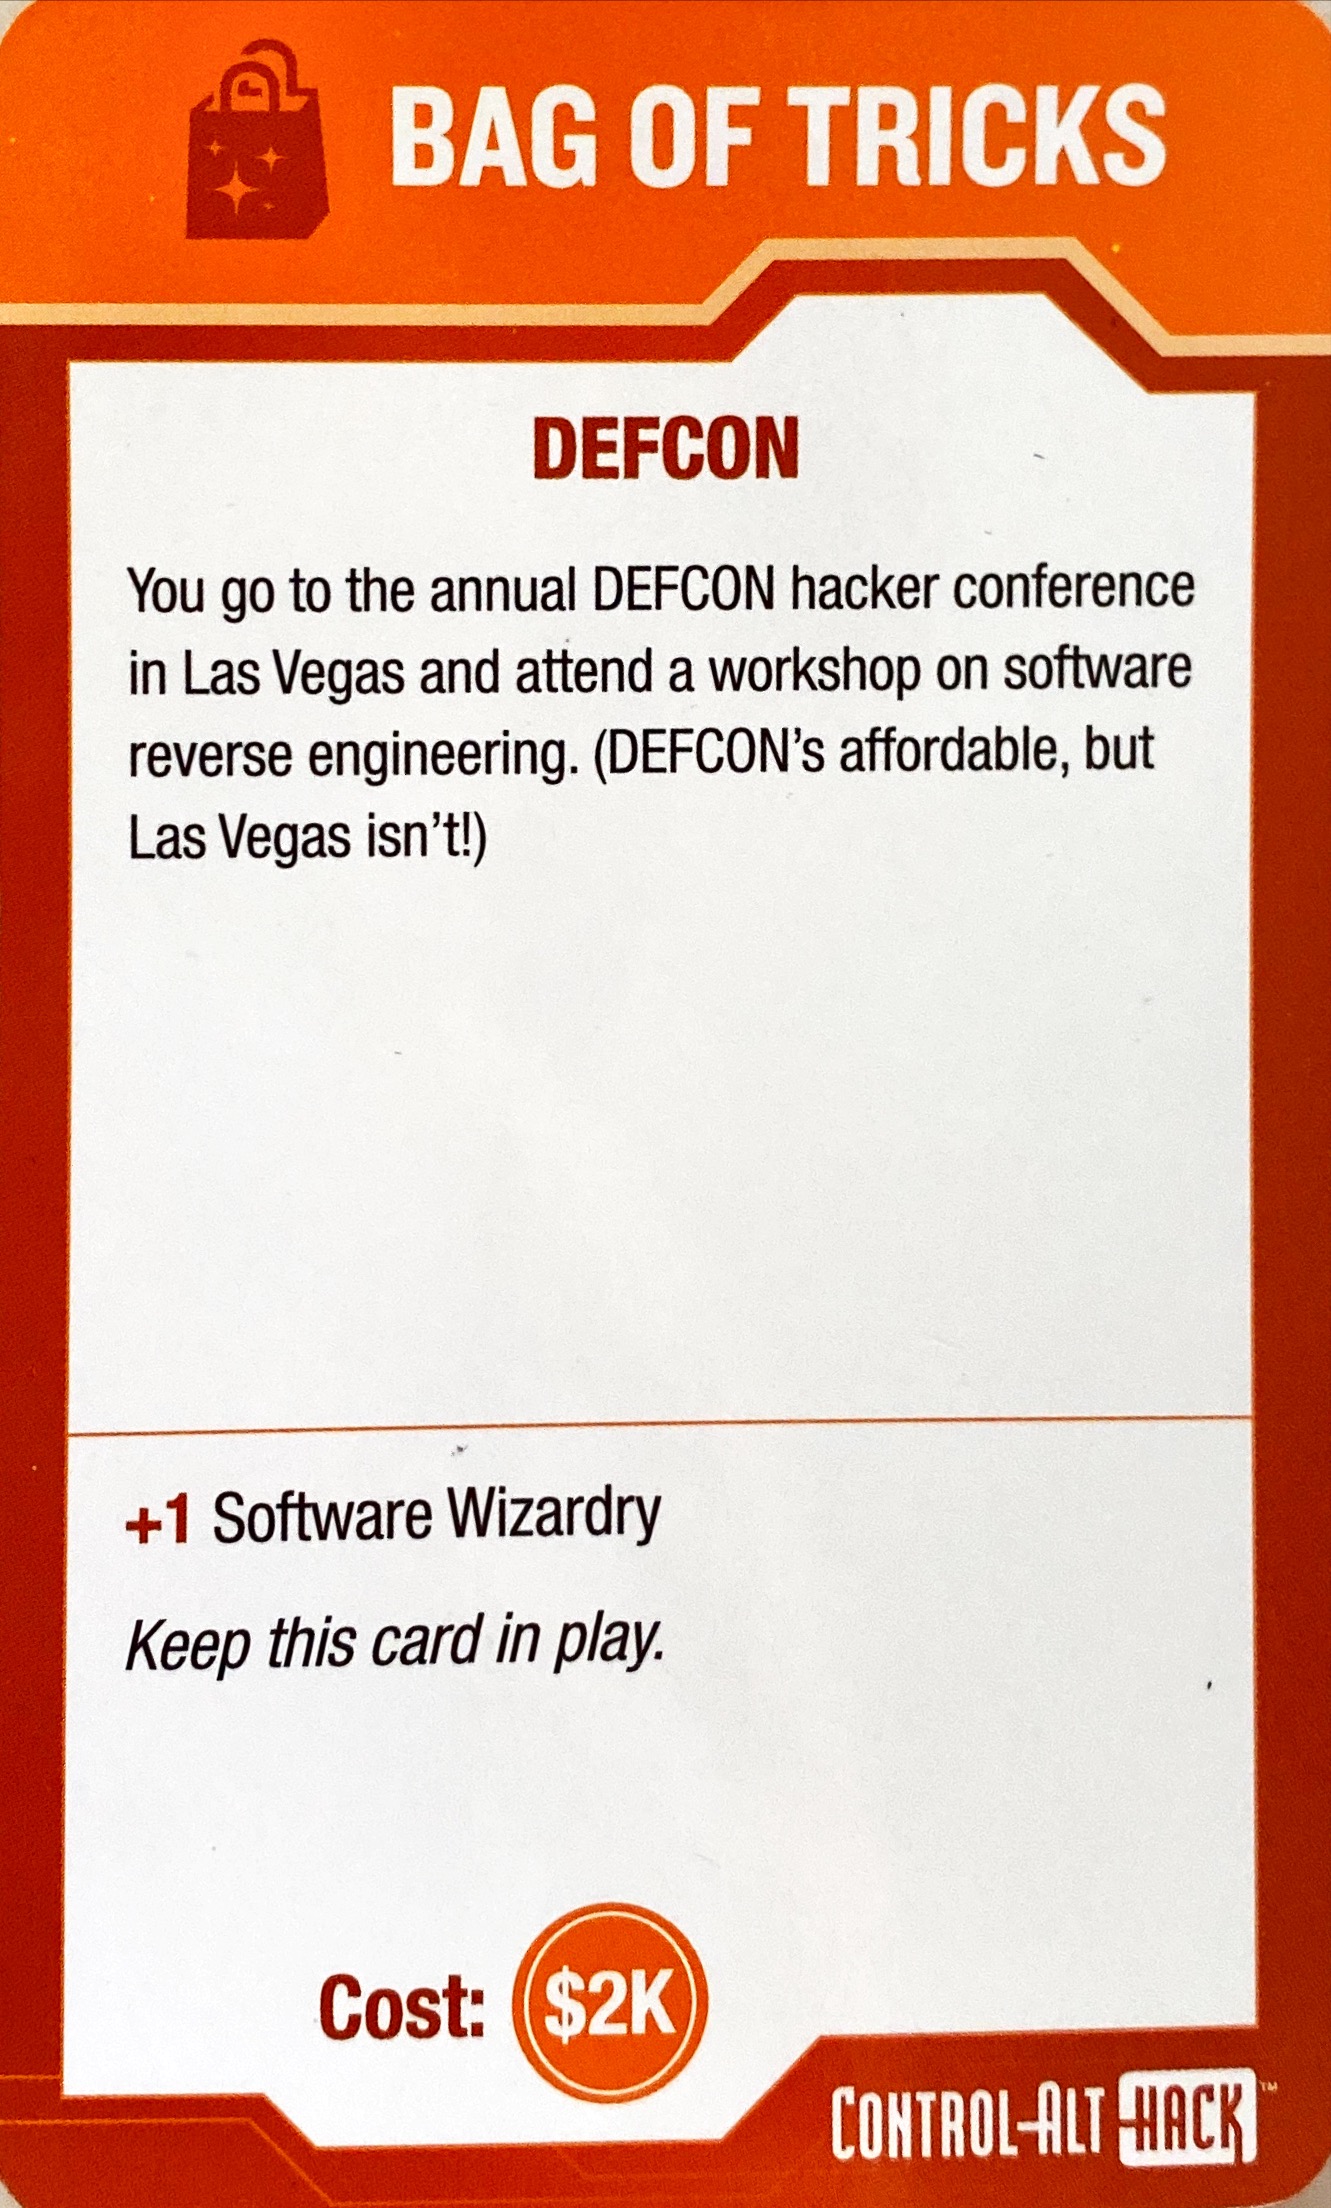 BAG OF TRICKS
DEFCON
You go to the annual DEFCON hacker conference
in Las Vegas and attend a workshop on software
reverse engineering. (DEFCON’s affordable, but
Las Vegas isn’t!)
+1 Software Wizardry
Keep this card in play.
Cost: $2K
CONTROL-ALT HACK™